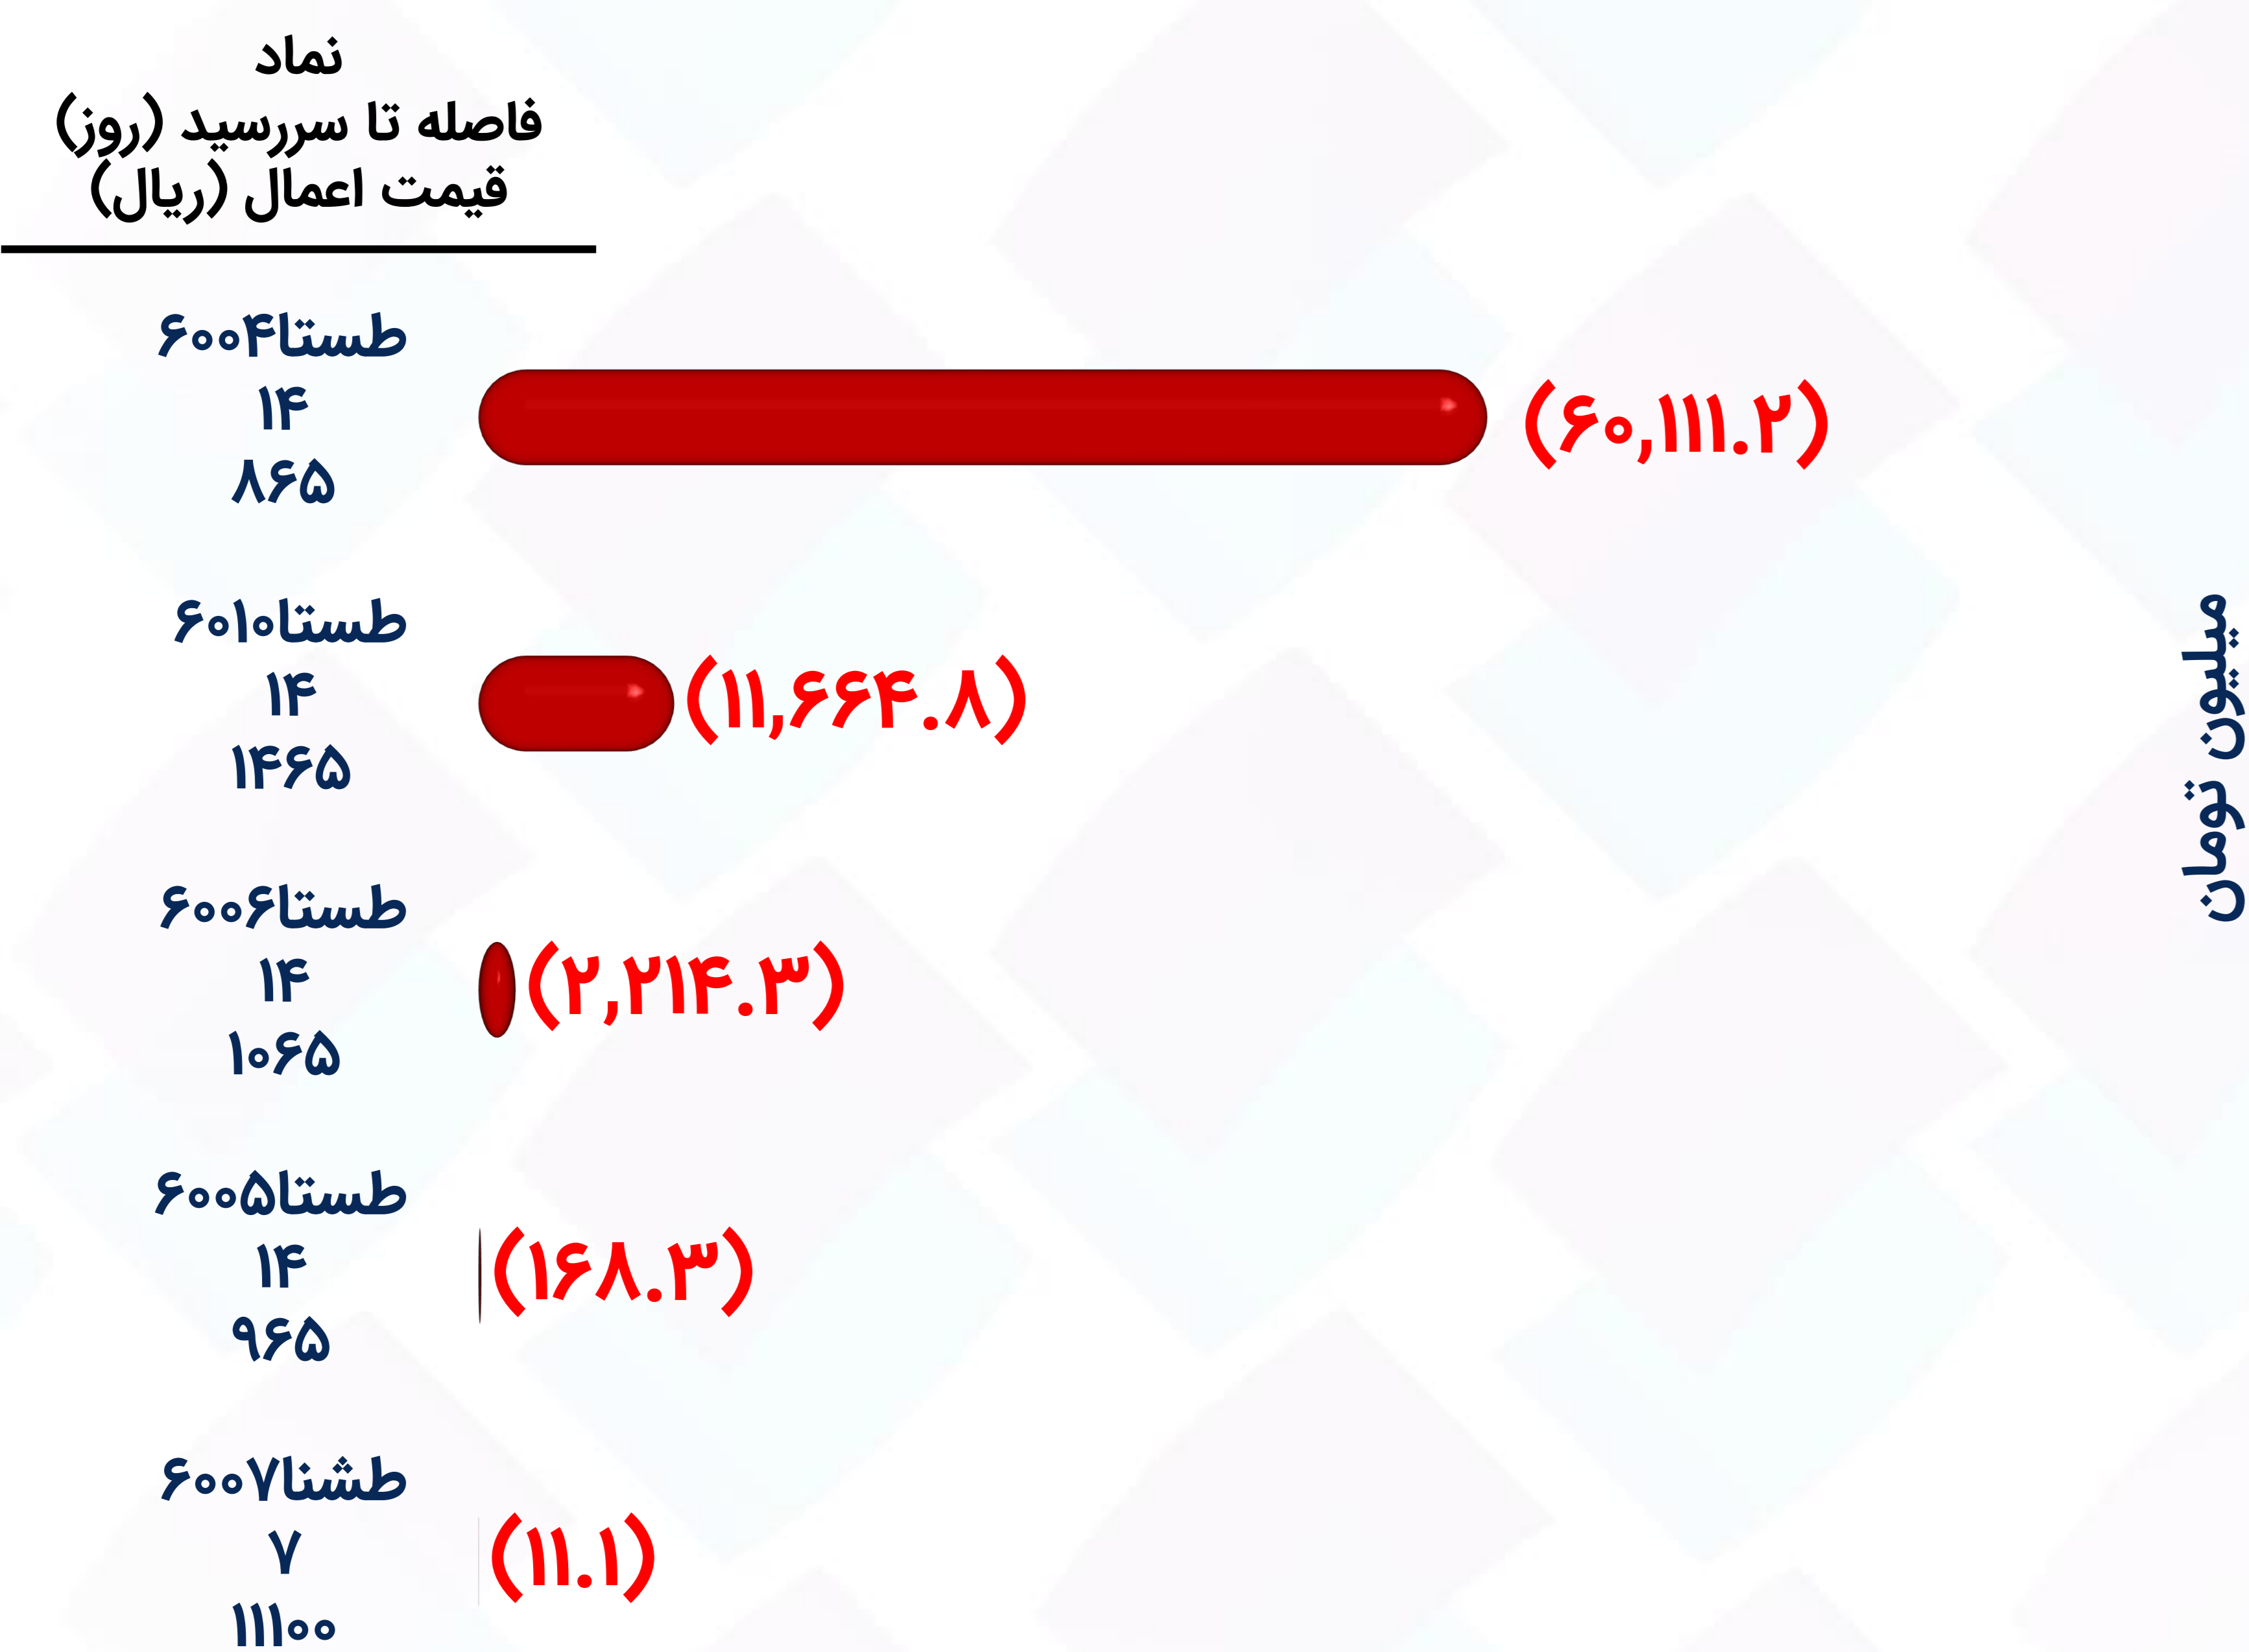 نماد
فاصله تا سررسید (روز)
قیمت اعمال (ریال)
طستا۶۰۰۴
۱۴
۸۶۵
(۶۰,۱۱۱.۲)
طستا۶۰۱۰
۱۴
۱۴۶۵
(۱۱,۶۶۴.۸)
طستا۶۰۰۶
۱۴
۱۰۶۵
(۲,۲۱۴.۳)
طستا۶۰۰۵
۱۴
۹۶۵
(۱۶۸.۳)
طشنا۶۰۰۷
۷
۱۱۱۰۰
(۱۱.۱)
میلیون تومان